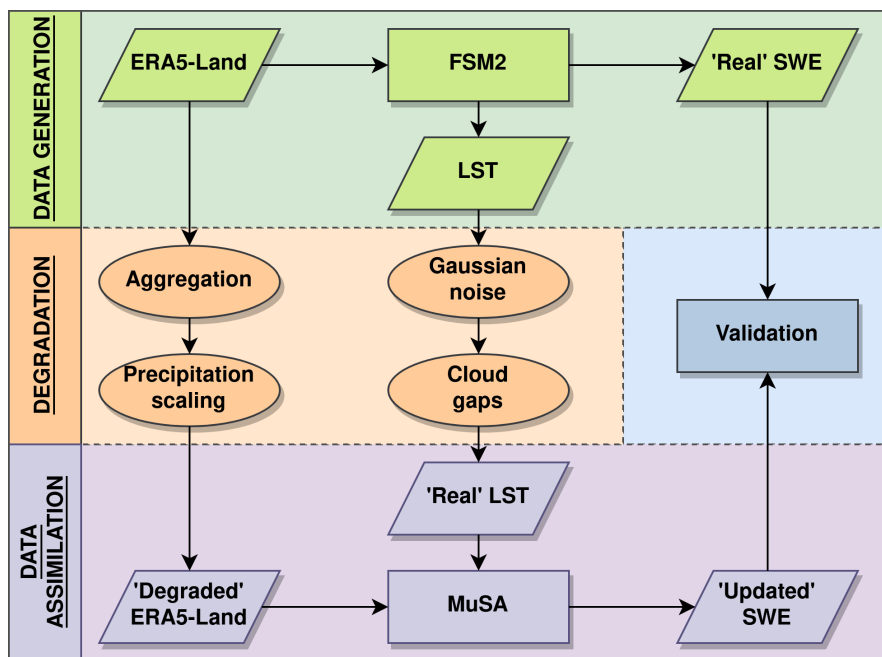 DATA GENERATION
ERA5-Land
FSM2
'Real' SWE
LST
DEGRADATION
Aggregation
Gaussian
noise
Validation
Precipitation
scaling
Cloud
gaps
DATA
ASSIMILATION
'Real' LST
'Degraded'
ERA5-Land
MuSA
'Updated'
SWE